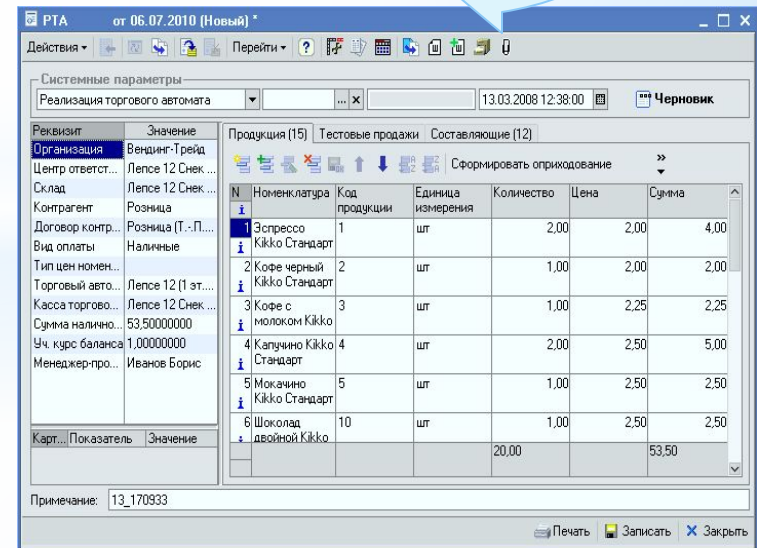 РТА от 06.07.2010 (Новый) *
Действия Перейти
Системные параметры
Реализация торгового автомата ... x 13.03.2008 12:38:00 Черновик
Реквизит Значение
Организация Вендинг-Трейд
Центр ответст... Лепсе 12 Снек ...
Склад Лепсе 12 Снек ...
Контрагент Розница
Договор контр... Розница (Т.-.П....
Вид оплаты Наличные
Тип цен номен...
Торговый авто... Лепсе 12 (1 эт....
Касса торгово... Лепсе 12 Снек ...
Сумма налично... 53,50000000
Уч. курс баланса 1,00000000
Менеджер-про... Иванов Борис
Карт... Показатель Значение
Продукция (15) Тестовые продажи Составляющие (12)
Сформировать оприходование »
N Номенклатура Код продукции Единица измерения Количество Цена Сумма
1 Эспрессо Kikko Стандарт 1 шт 2,00 2,00 4,00
2 Кофе черный Kikko Стандарт 2 шт 1,00 2,00 2,00
3 Кофе с молоком Kikko 3 шт 1,00 2,25 2,25
4 Капучино Kikko Стандарт 4 шт 2,00 2,50 5,00
5 Мокачино Kikko Стандарт 5 шт 1,00 2,50 2,50
6 Шоколад двойной Kikko 10 шт 1,00 2,50 2,50
20,00 53,50
Примечание: 13_170933
Печать Записать Закрыть